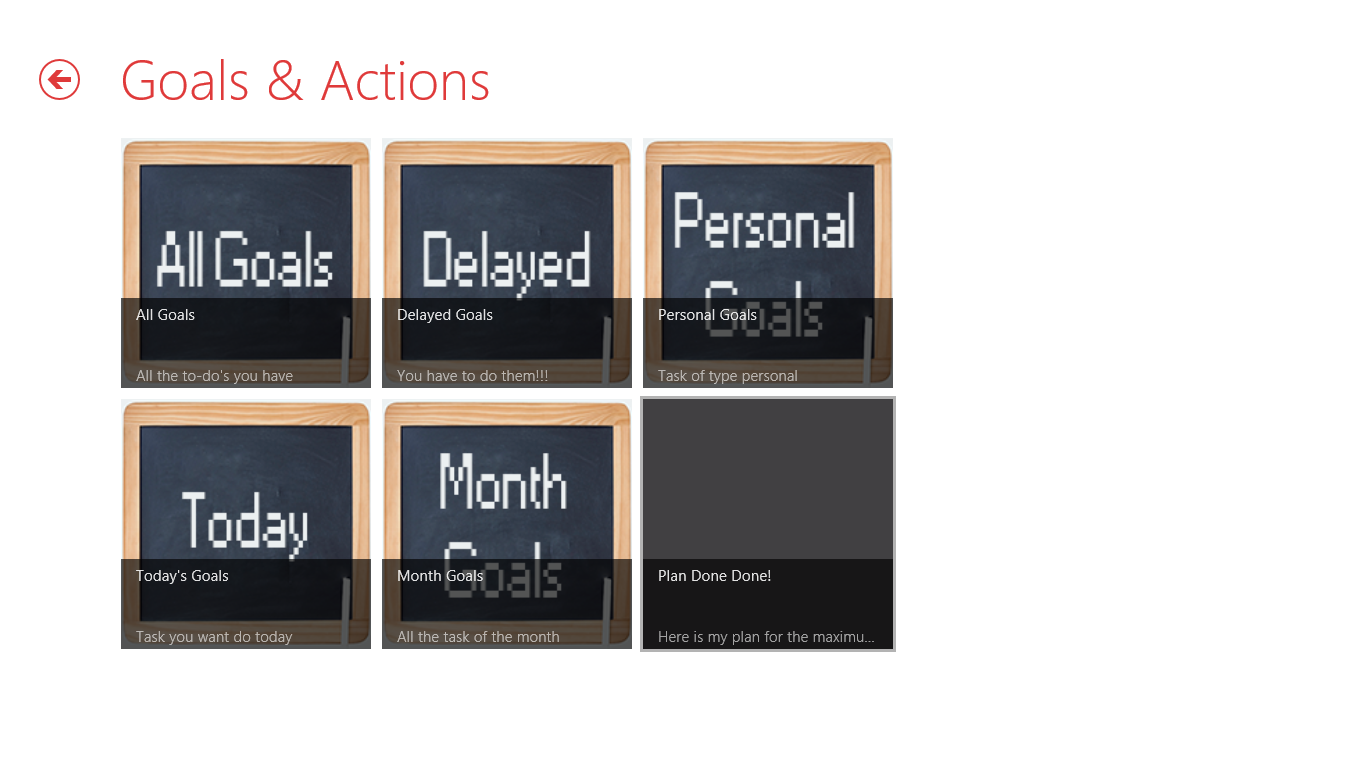 Goals & Actions
All Goals
All Goals
All the to-do's you have
Delayed
Delayed Goals
You have to do them!!!
Personal
Goals
Personal Goals
Task of type personal
Today
Today's Goals
Task you want do today
Month
Goals
Month Goals
All the task of the month
Plan Done Done!
Here is my plan for the maximu...